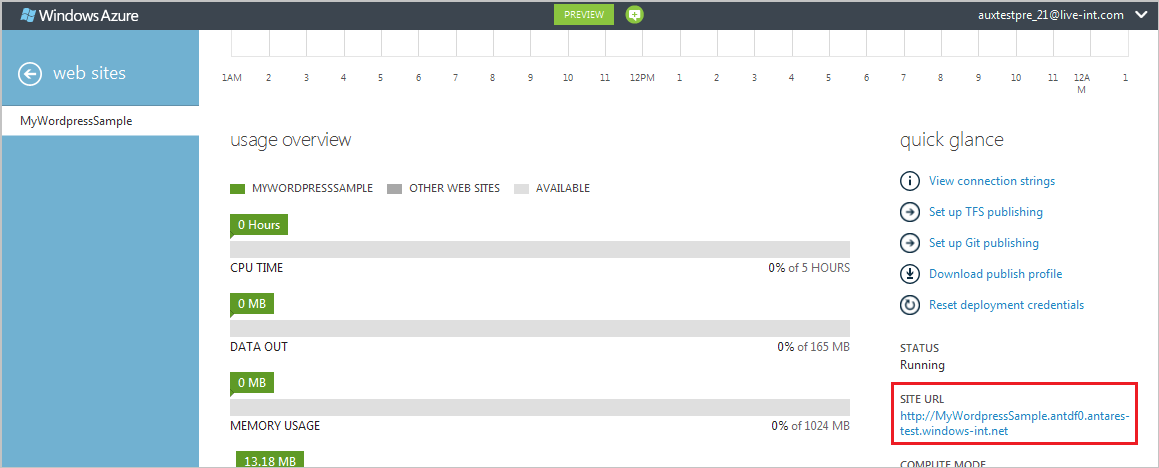 Windows Azure
PREVIEW
auxtestpre_21@live-int.com
web sites
MyWordpressSample
1AM 2 3 4 5 6 7 8 9 10 11 12PM 1 2 3 4 5 6 7 8 9 10 11 12A 1
M
usage overview
MYWORDPRESSSAMPLE OTHER WEB SITES AVAILABLE
0 Hours
CPU TIME 0% of 5 HOURS
0 MB
DATA OUT 0% of 165 MB
0 MB
MEMORY USAGE 0% of 1024 MB
13.18 MB
quick glance
View connection strings
Set up TFS publishing
Set up Git publishing
Download publish profile
Reset deployment credentials
STATUS
Running
SITE URL
http://MyWordpressSample.antdf0.antares-
test.windows-int.net
COMPUTE MODE